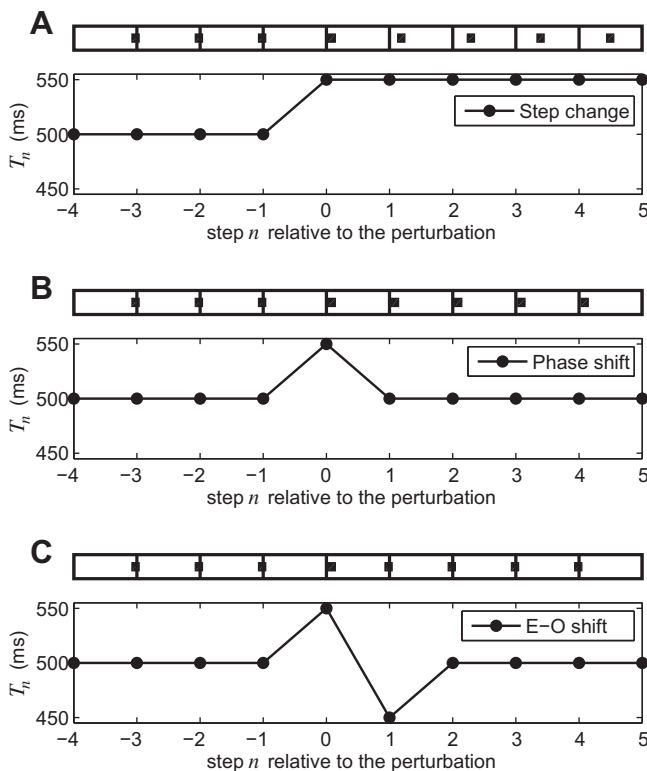 A
550
500
450
T_n (ms)
Step change
−4 −3 −2 −1 0 1 2 3 4 5
step n relative to the perturbation
B
550
500
450
T_n (ms)
Phase shift
−4 −3 −2 −1 0 1 2 3 4 5
step n relative to the perturbation
C
550
500
450
T_n (ms)
E−O shift
−4 −3 −2 −1 0 1 2 3 4 5
step n relative to the perturbation